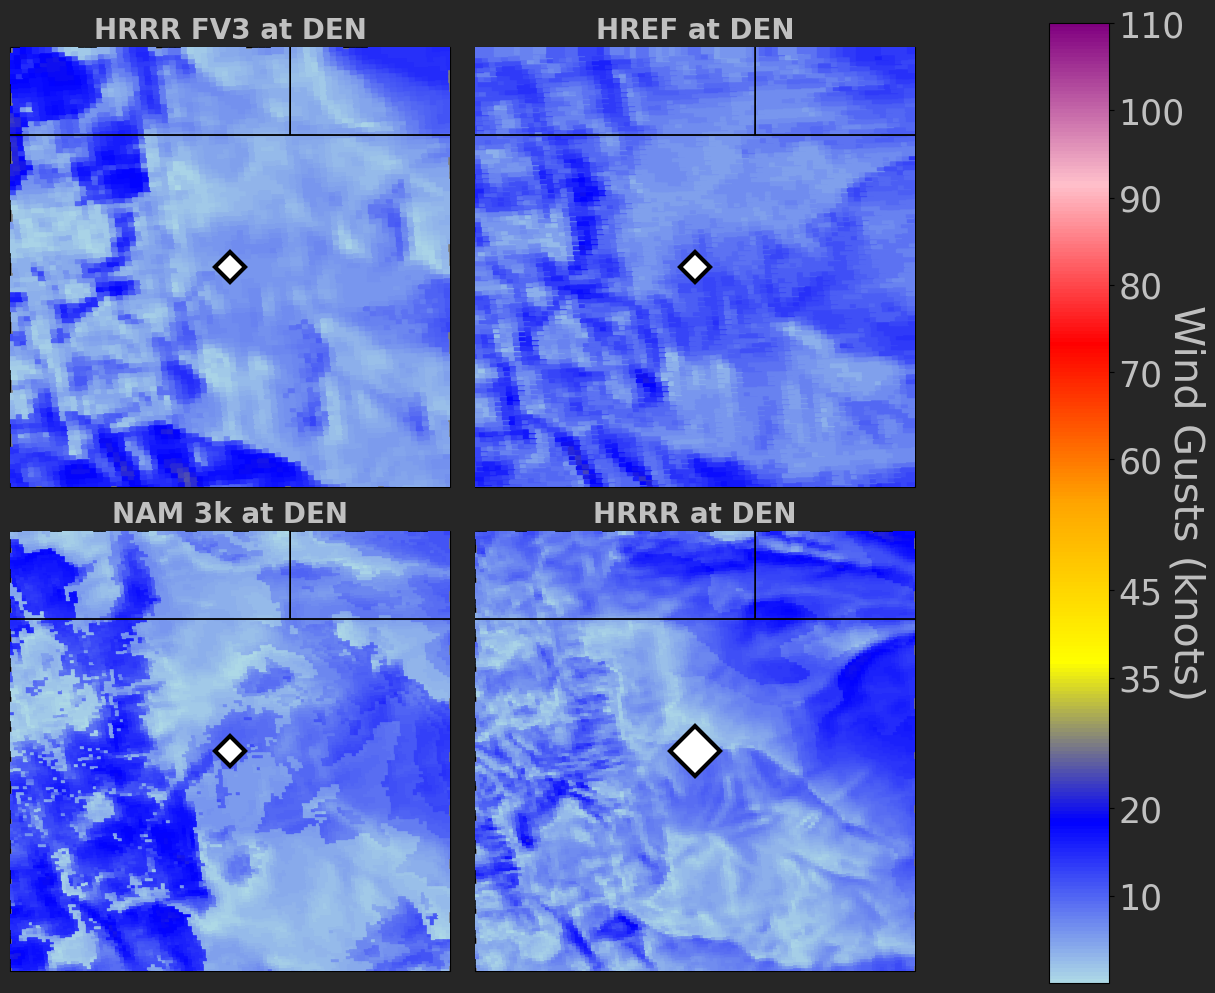 HRRR FV3 at DEN
HREF at DEN
NAM 3k at DEN
HRRR at DEN
110
100
90
80
70
60
45
35
20
10
Wind Gusts (knots)